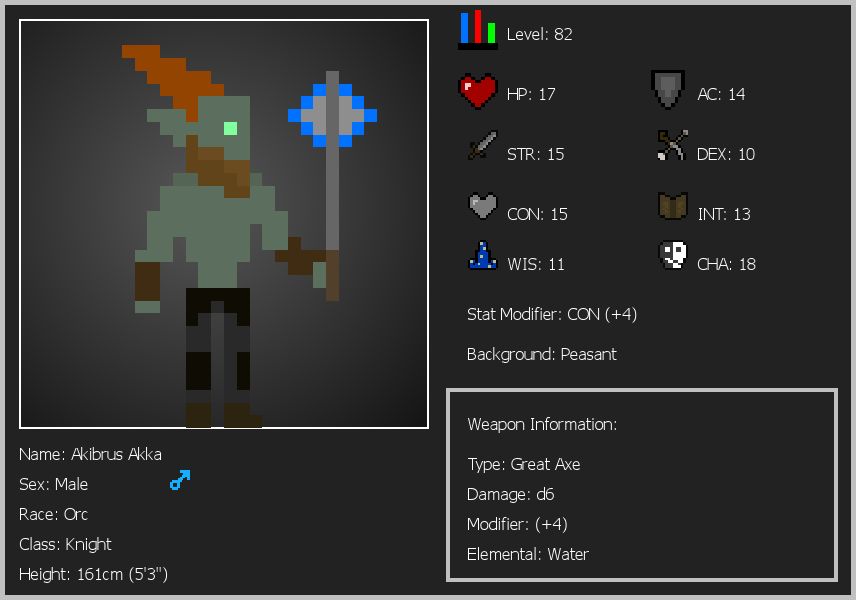 Level: 82
HP: 17
AC: 14
STR: 15
DEX: 10
CON: 15
INT: 13
WIS: 11
CHA: 18
Stat Modifier: CON (+4)
Background: Peasant
Weapon Information:
Type: Great Axe
Damage: d6
Modifier: (+4)
Elemental: Water
Name: Akibrus Akka
Sex: Male
Race: Orc
Class: Knight
Height: 161cm (5'3")